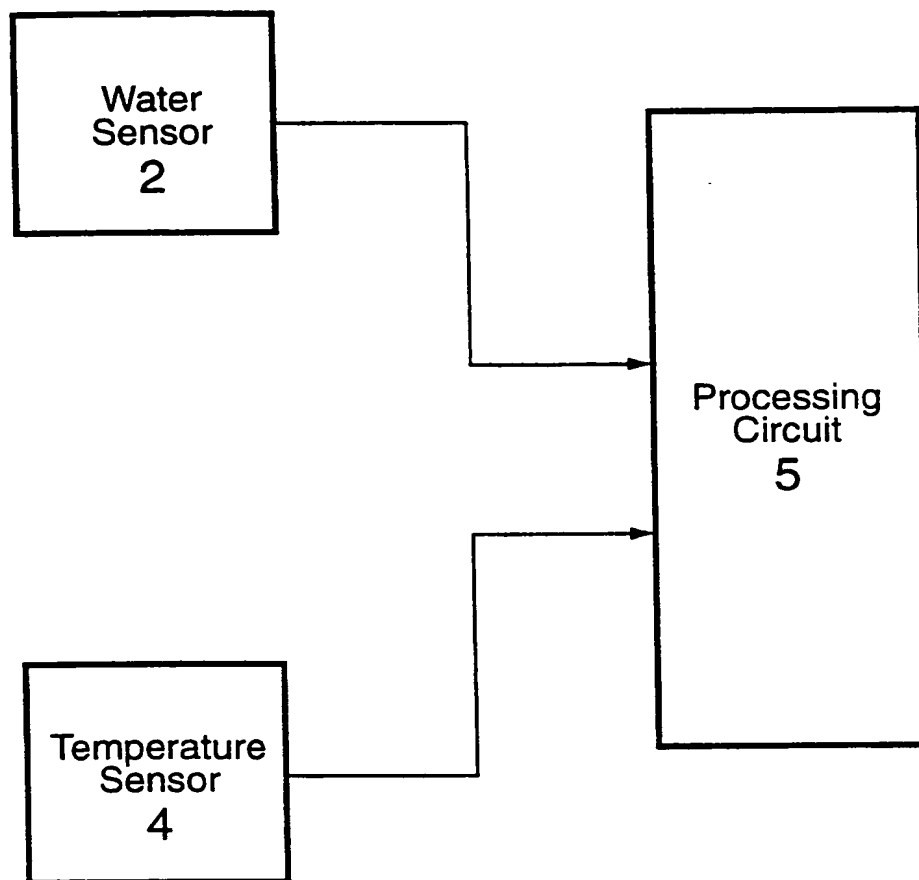 Water
Sensor
2
Processing
Circuit
5
Temperature
Sensor
4